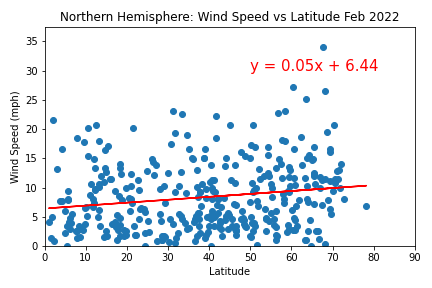 Northern Hemisphere: Wind Speed vs Latitude Feb 2022
35
y = 0.05x + 6.44
30
25
20
15
10
5
0
Wind Speed (mph)
0 10 20 30 40 50 60 70 80 90
Latitude